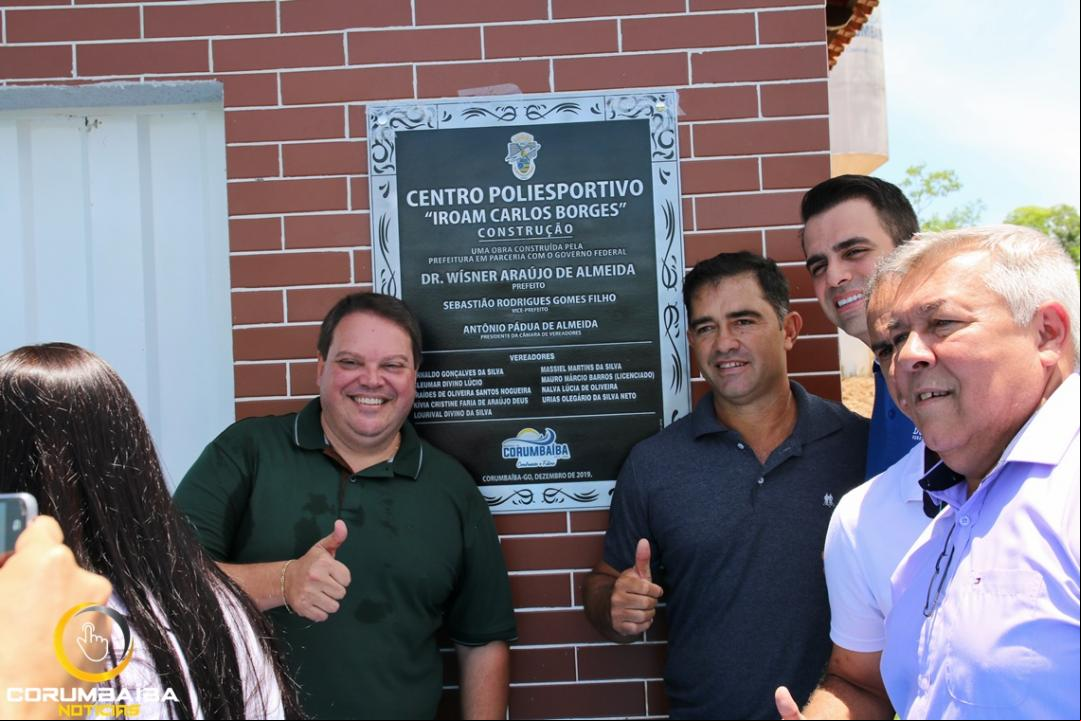 CENTRO POLIESPORTIVO
"IROAM CARLOS BORGES"
CONSTRUÇÃO
UMA OBRA CONSTRUÍDA PELA
PREFEITURA EM PARCERIA COM O GOVERNO FEDERAL
DR. WÍSNER ARAÚJO DE ALMEIDA
PREFEITO
SEBASTIÃO RODRIGUES GOMES FILHO
VICE-PREFEITO
ANTÔNIO PÁDUA DE ALMEIDA
PRESIDENTE DA CÂMARA DE VEREADORES
VEREADORES
GONÇALVES DA SILVA
DIVINO LÚCIO
DE OLIVEIRA SANTOS NOGUEIRA
CRISTINE FARIA DE ARAÚJO DEUS
LOURIVAL DIVINO DA SILVA
MASSIEL MARTINS DA SILVA
MAURO MÁRCIO BARROS (LICENCIADO)
NALVA LÚCIA DE OLIVEIRA
URIAS OLEGÁRIO DA SILVA NETO
CORUMBAÍBA
CORUMBAÍBA-GO, DEZEMBRO DE 2019.
CORUMBAÍBA
NOTÍCIAS